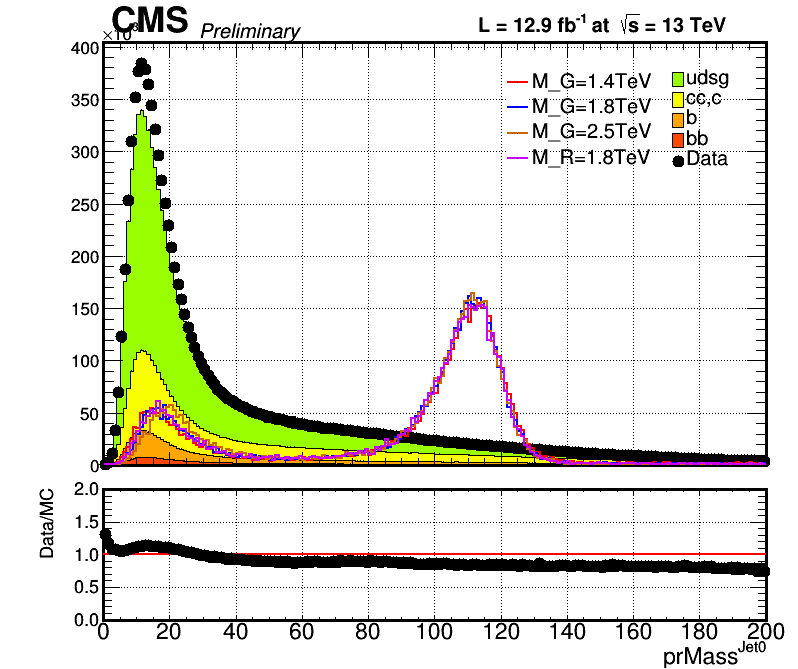 CMS Preliminary L = 12.9 fb⁻¹ at √s = 13 TeV
×10³
400
350
300
250
200
150
100
50
0
M_G=1.4TeV
M_G=1.8TeV
M_G=2.5TeV
M_R=1.8TeV
udsg
cc,c
b
bb
Data
Data/MC
2.0
1.5
1.0
0.5
0.0
0 20 40 60 80 100 120 140 160 180 200
prMass^Jet0